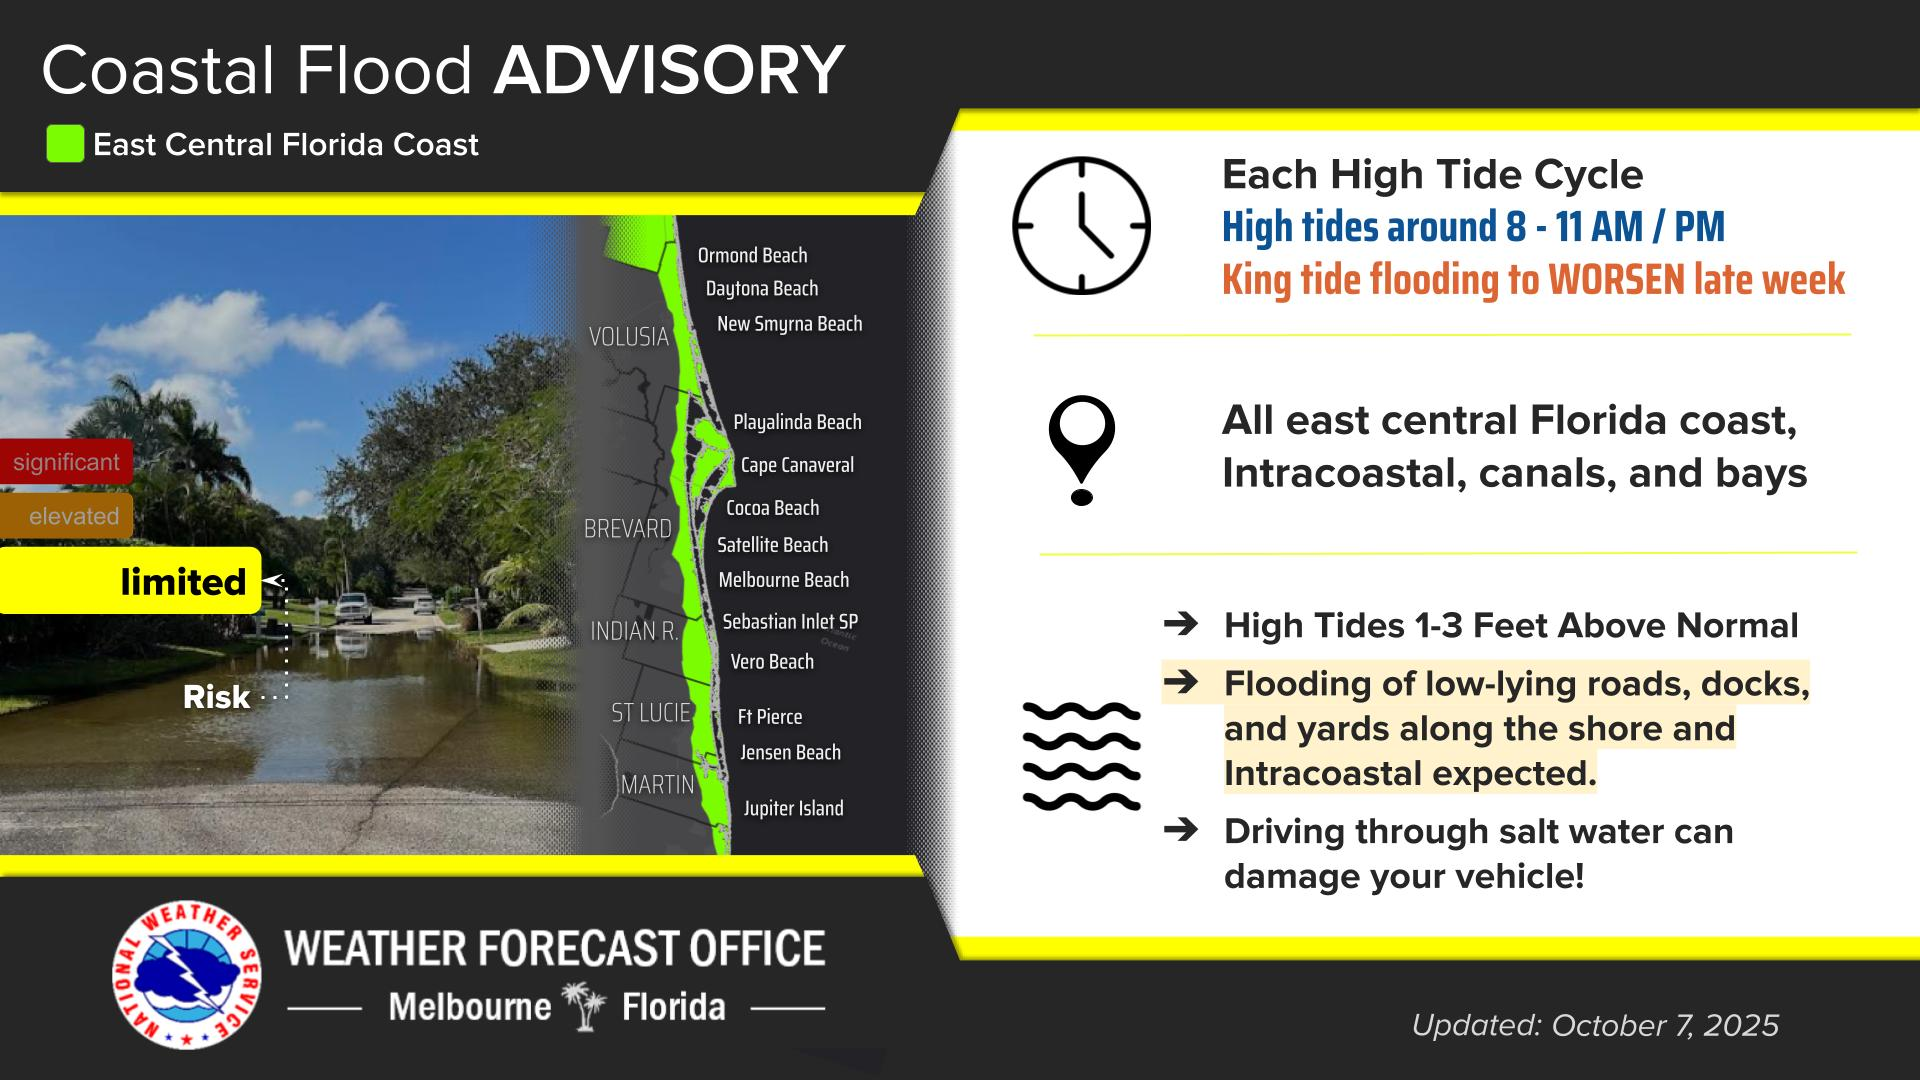 Coastal Flood ADVISORY
East Central Florida Coast
significant
elevated
limited
Risk
VOLUSIA
BREVARD
INDIAN R.
ST LUCIE
MARTIN
Ormond Beach
Daytona Beach
New Smyrna Beach
Playalinda Beach
Cape Canaveral
Cocoa Beach
Satellite Beach
Melbourne Beach
Sebastian Inlet SP
Vero Beach
Ft Pierce
Jensen Beach
Jupiter Island
Each High Tide Cycle
High tides around 8 - 11 AM / PM
King tide flooding to WORSEN late week
All east central Florida coast,
Intracoastal, canals, and bays
➔ High Tides 1-3 Feet Above Normal
➔ Flooding of low-lying roads, docks,
and yards along the shore and
Intracoastal expected.
➔ Driving through salt water can
damage your vehicle!
NATIONAL WEATHER SERVICE
WEATHER FORECAST OFFICE
Melbourne Florida
Updated: October 7, 2025